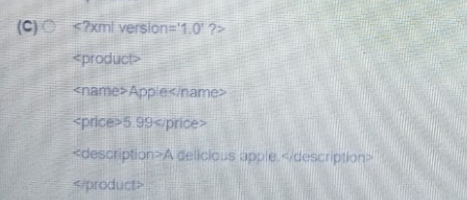 (C) <?xml version='1.0' ?>
<product>
<name>Apple</name>
<price>5.99</price>
<description>A delicious apple.</description>
</product>